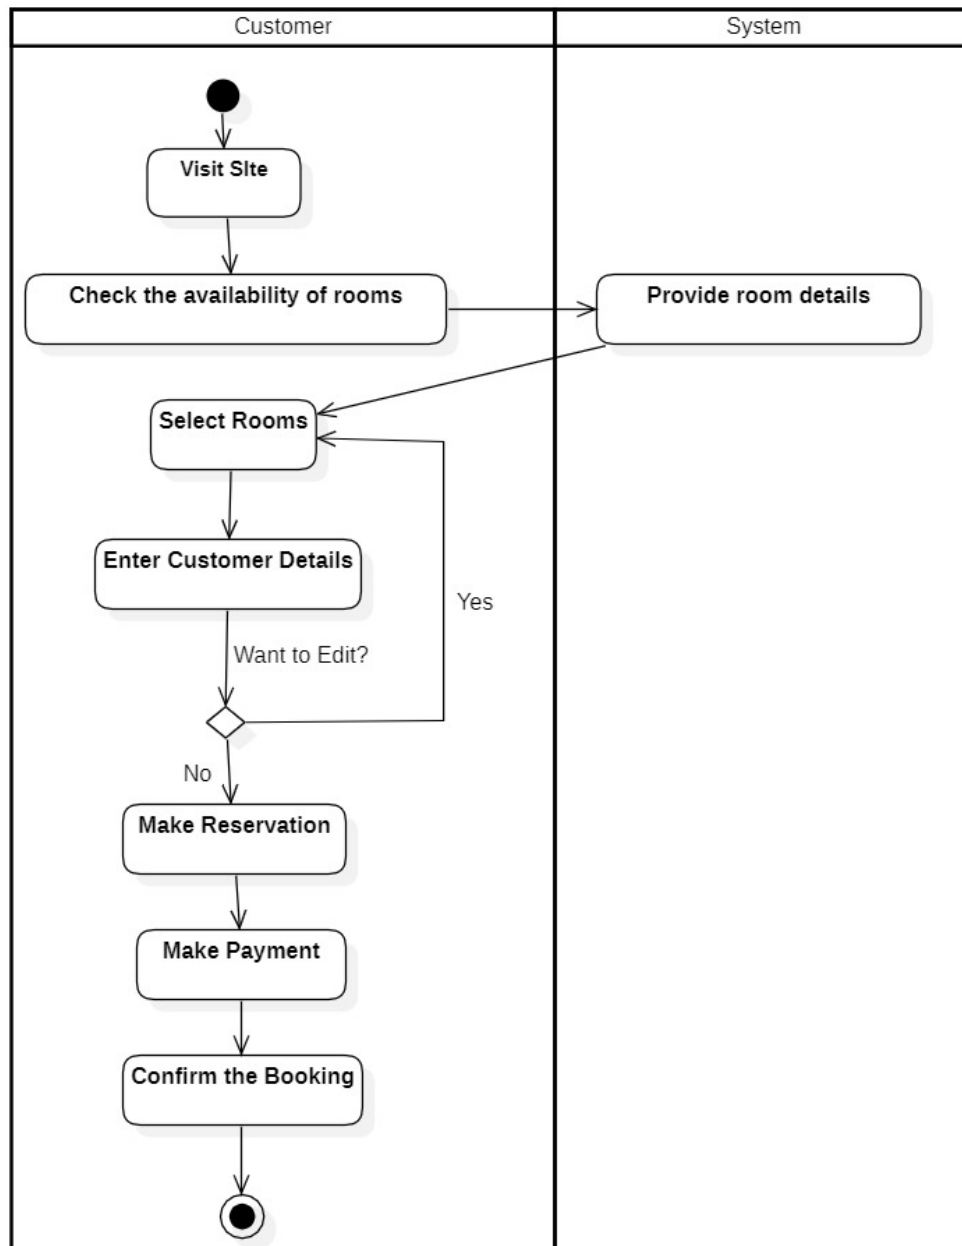 Customer
System
Visit SIte
Check the availability of rooms
Provide room details
Select Rooms
Enter Customer Details
Yes
Want to Edit?
No
Make Reservation
Make Payment
Confirm the Booking